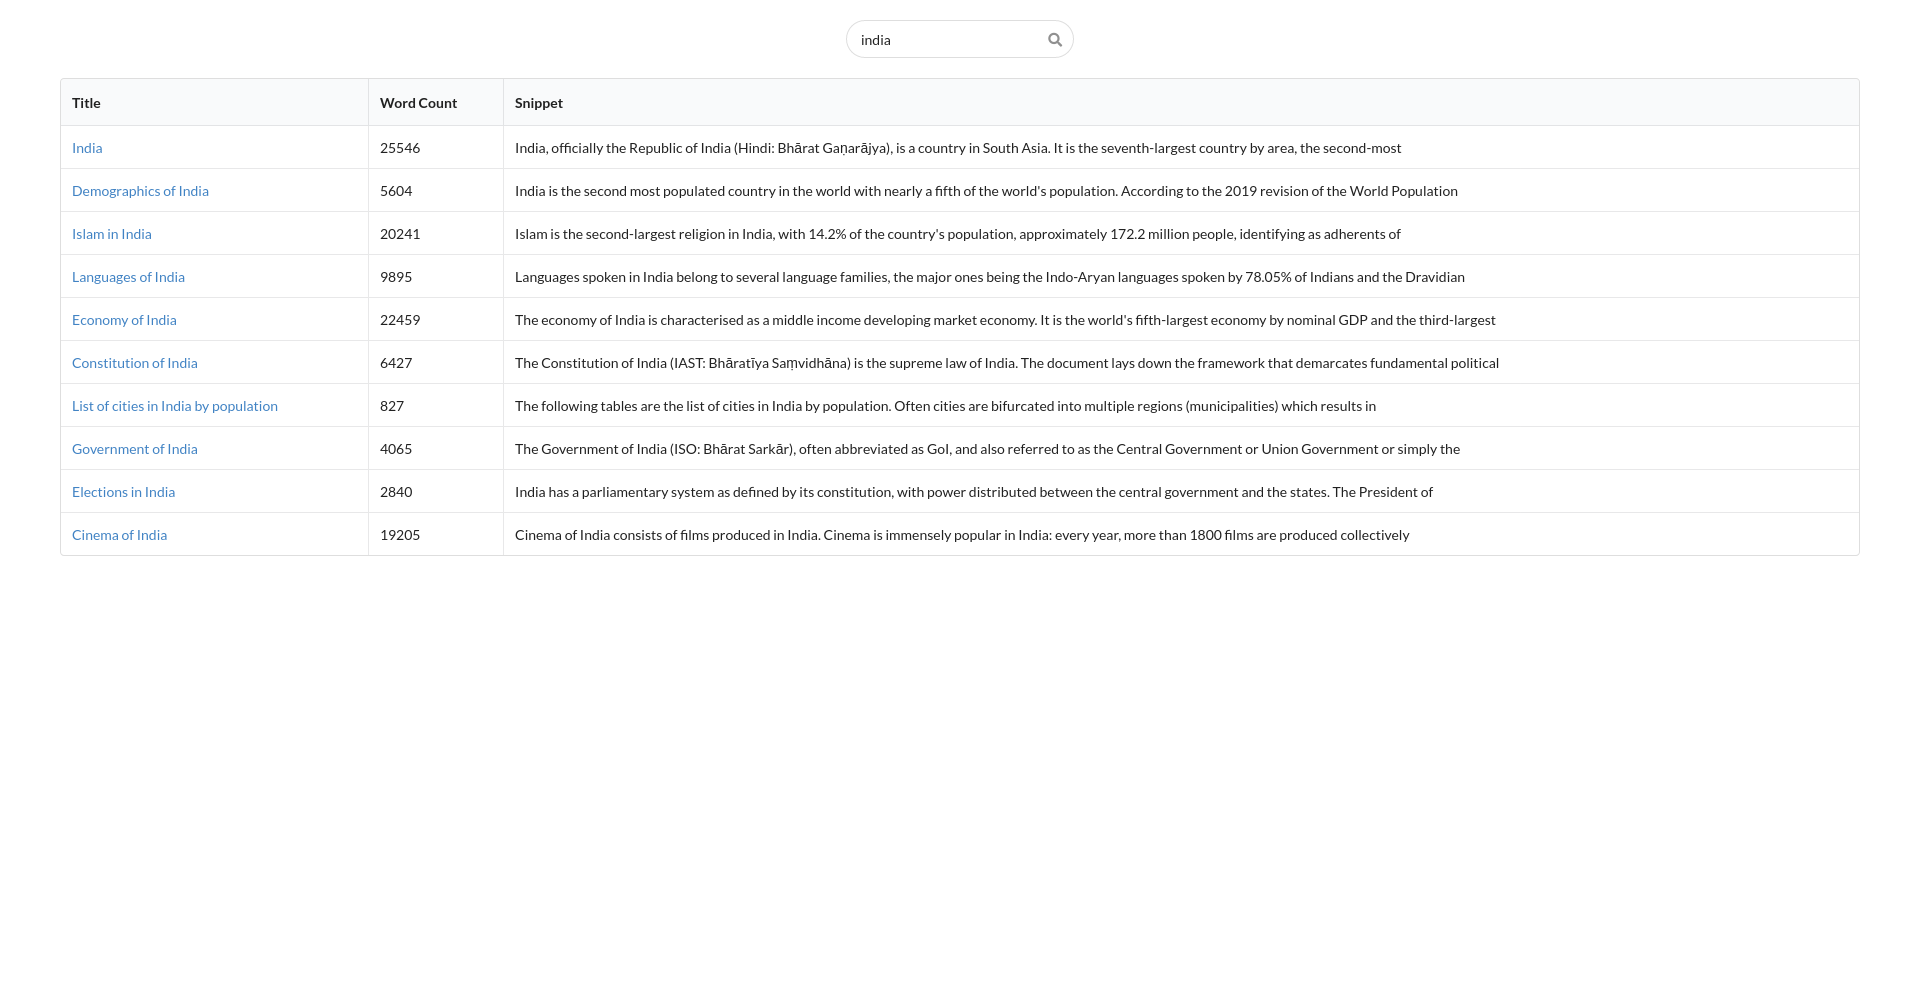 india
Title Word Count Snippet
India 25546 India, officially the Republic of India (Hindi: Bhārat Gaṇarājya), is a country in South Asia. It is the seventh-largest country by area, the second-most
Demographics of India 5604 India is the second most populated country in the world with nearly a fifth of the world's population. According to the 2019 revision of the World Population
Islam in India 20241 Islam is the second-largest religion in India, with 14.2% of the country's population, approximately 172.2 million people, identifying as adherents of
Languages of India 9895 Languages spoken in India belong to several language families, the major ones being the Indo-Aryan languages spoken by 78.05% of Indians and the Dravidian
Economy of India 22459 The economy of India is characterised as a middle income developing market economy. It is the world's fifth-largest economy by nominal GDP and the third-largest
Constitution of India 6427 The Constitution of India (IAST: Bhāratīya Saṃvidhāna) is the supreme law of India. The document lays down the framework that demarcates fundamental political
List of cities in India by population 827 The following tables are the list of cities in India by population. Often cities are bifurcated into multiple regions (municipalities) which results in
Government of India 4065 The Government of India (ISO: Bhārat Sarkār), often abbreviated as GoI, and also referred to as the Central Government or Union Government or simply the
Elections in India 2840 India has a parliamentary system as defined by its constitution, with power distributed between the central government and the states. The President of
Cinema of India 19205 Cinema of India consists of films produced in India. Cinema is immensely popular in India: every year, more than 1800 films are produced collectively